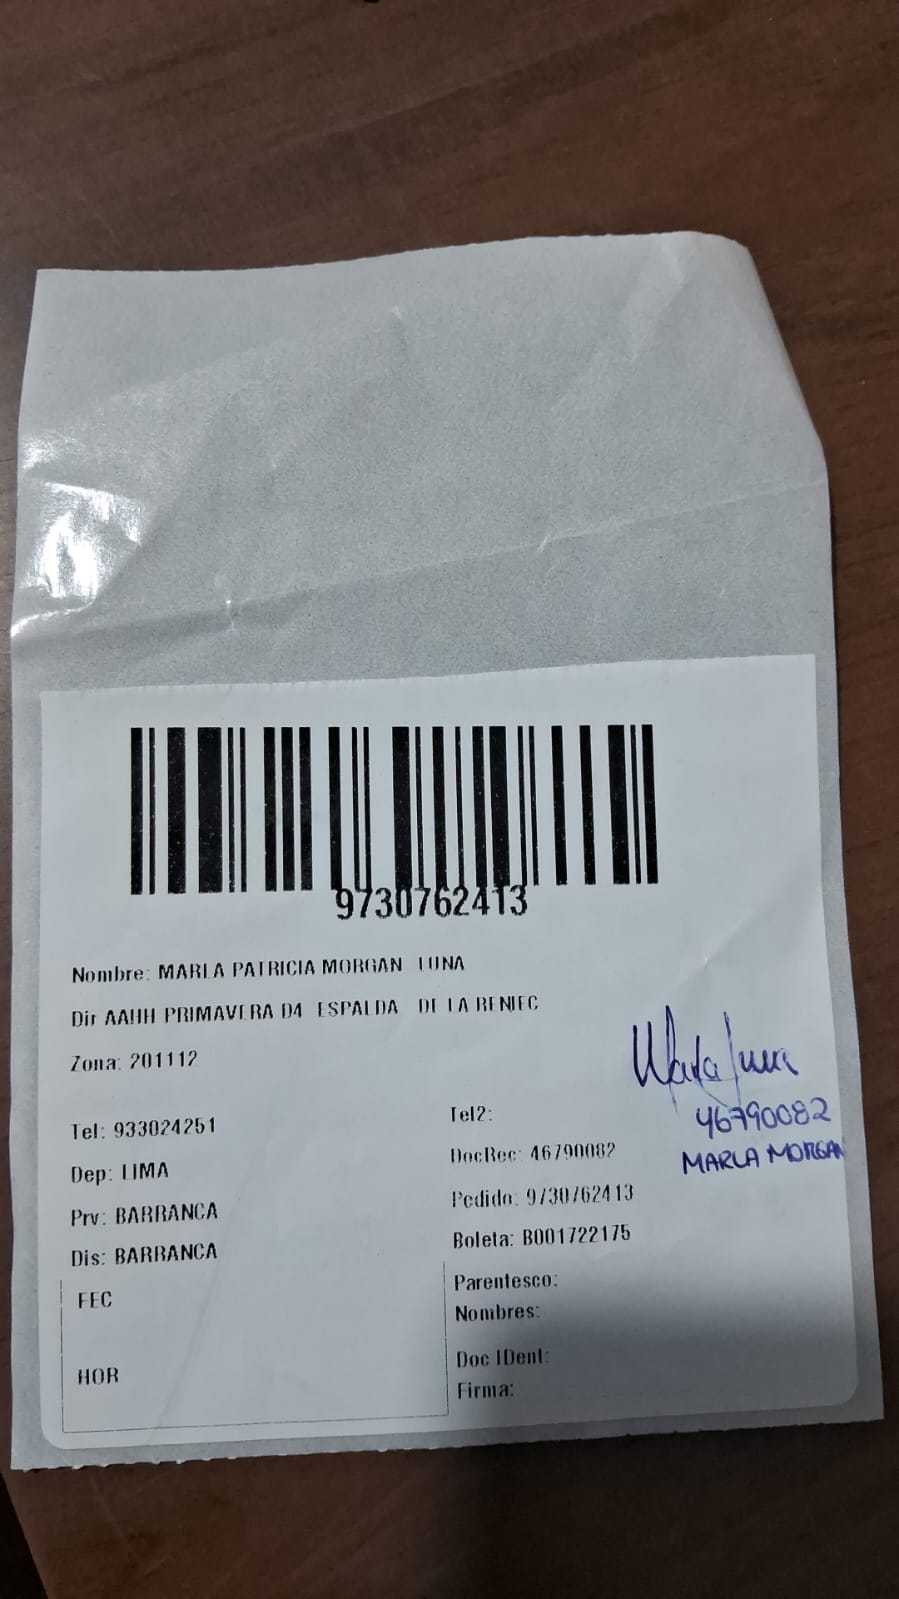 9730762413
Nombre: MARLA PATRICIA MORGAN LUNA
Dir AAHH PRIMAVERA D4 ESPALDA DE LA RENIEC
Zona: 201112
Tel: 933024251
Tel2:
Dep: LIMA
DocRec: 46790082
Prv: BARRANCA
Pedido: 9730762413
Dis: BARRANCA
Boleta: B001722175
FEC
Parentesco:
Nombres:
HOR
Doc IDent:
Firma:
Marla Luna
46790082
MARLA MORGAN